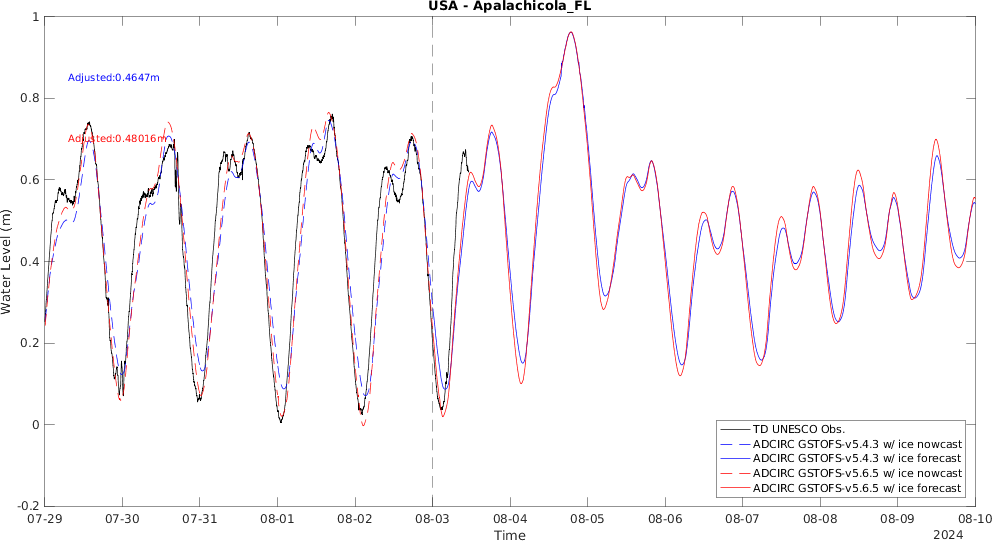 USA - Apalachicola_FL
Water Level (m)
1
0.8
0.6
0.4
0.2
0
-0.2
Adjusted:0.4647m
Adjusted:0.48016m
TD UNESCO Obs.
ADCIRC GSTOFS-v5.4.3 w/ ice nowcast
ADCIRC GSTOFS-v5.4.3 w/ ice forecast
ADCIRC GSTOFS-v5.6.5 w/ ice nowcast
ADCIRC GSTOFS-v5.6.5 w/ ice forecast
07-29 07-30 07-31 08-01 08-02 08-03 08-04 08-05 08-06 08-07 08-08 08-09 08-10
Time
2024